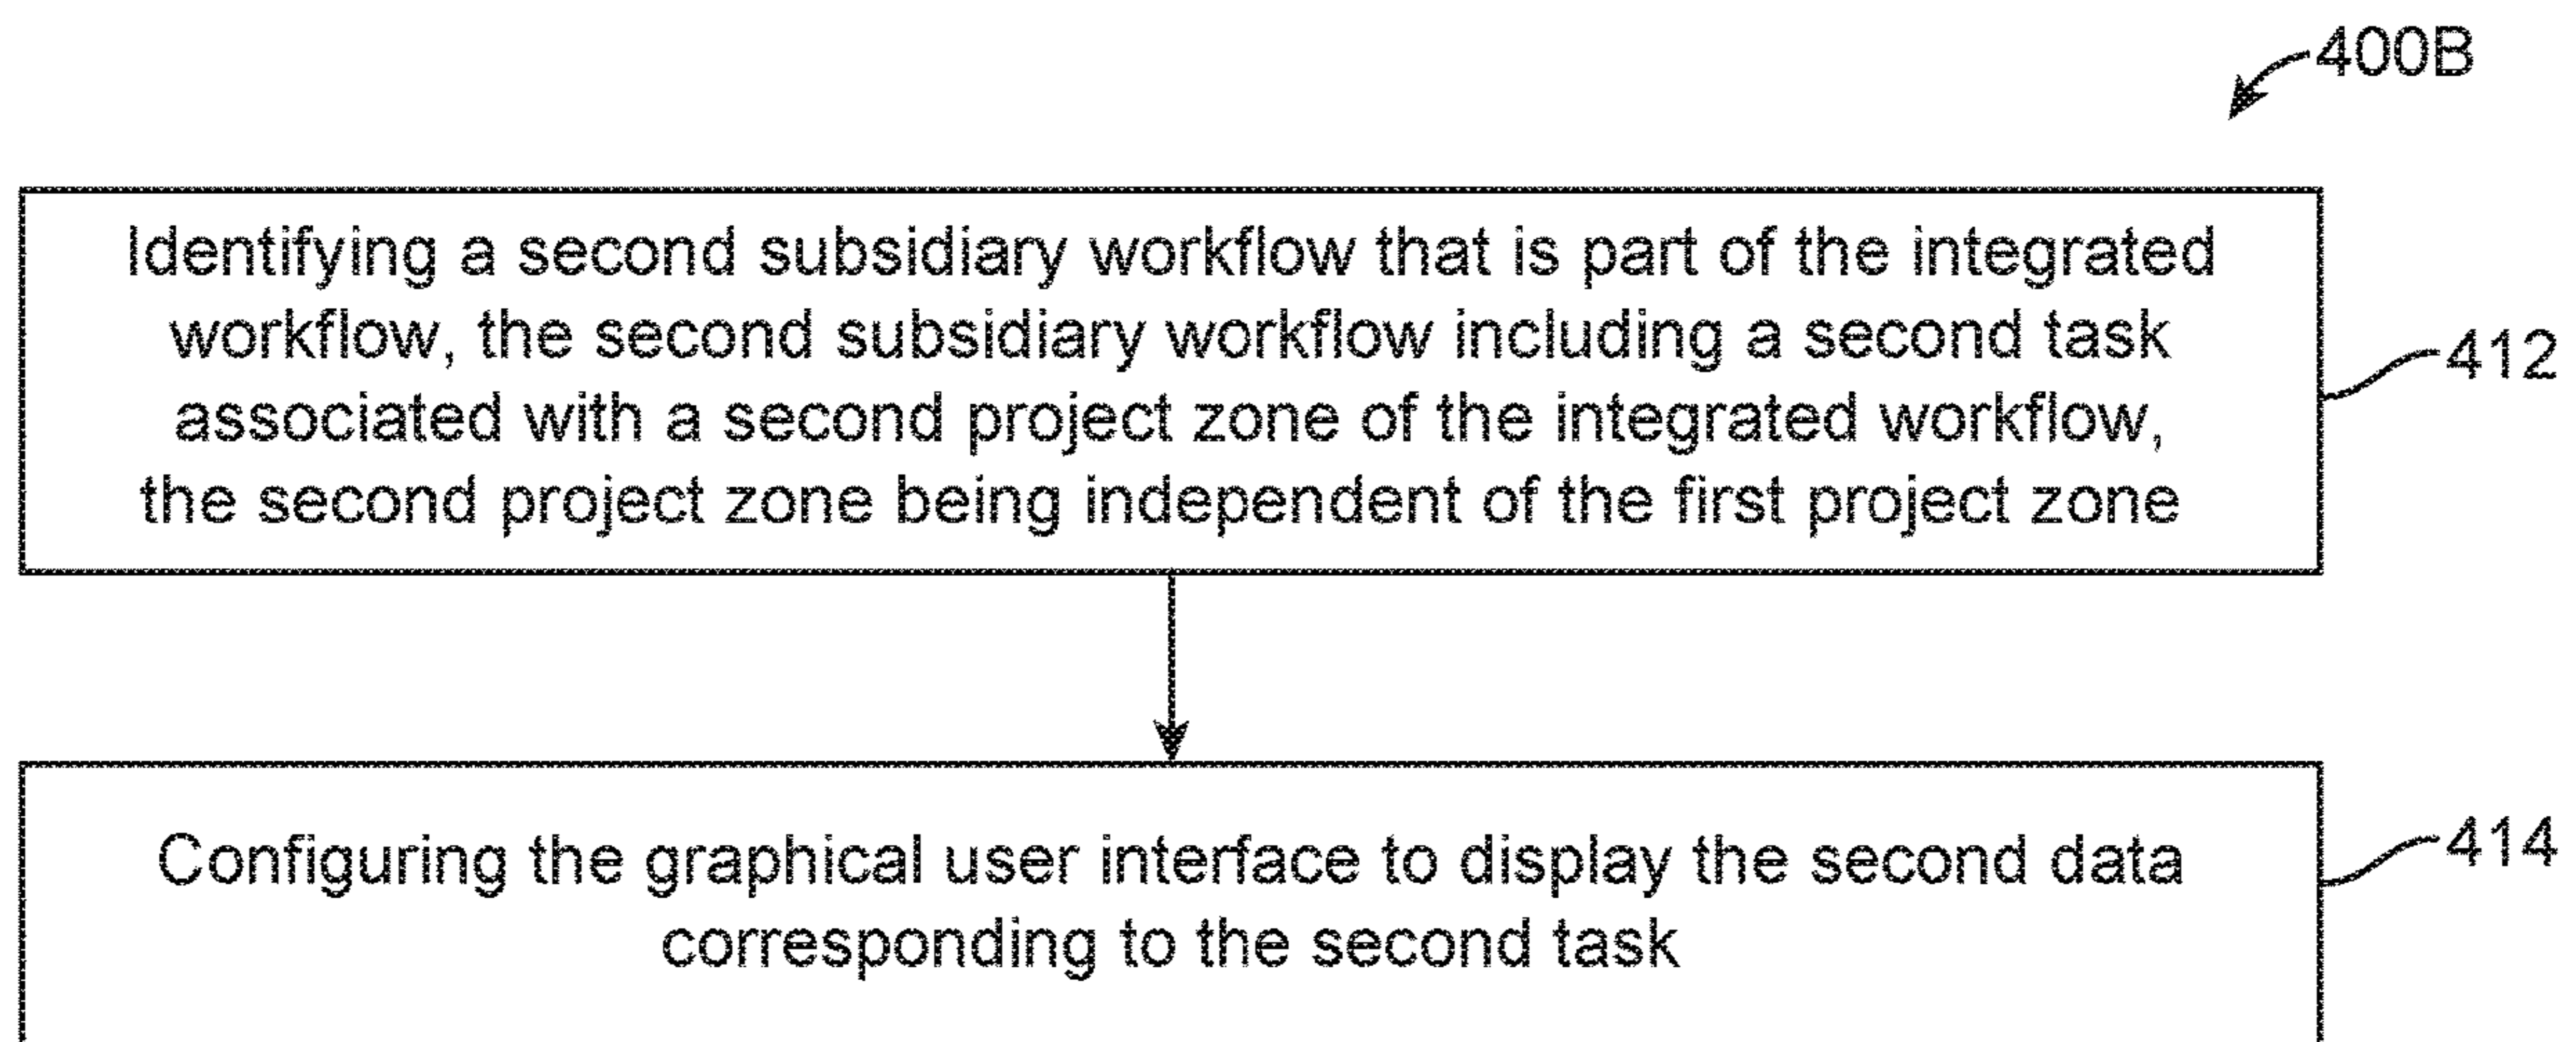 400B
Identifying a second subsidiary workflow that is part of the integrated
workflow, the second subsidiary workflow including a second task
associated with a second project zone of the integrated workflow,
the second project zone being independent of the first project zone
412
Configuring the graphical user interface to display the second data
corresponding to the second task
414